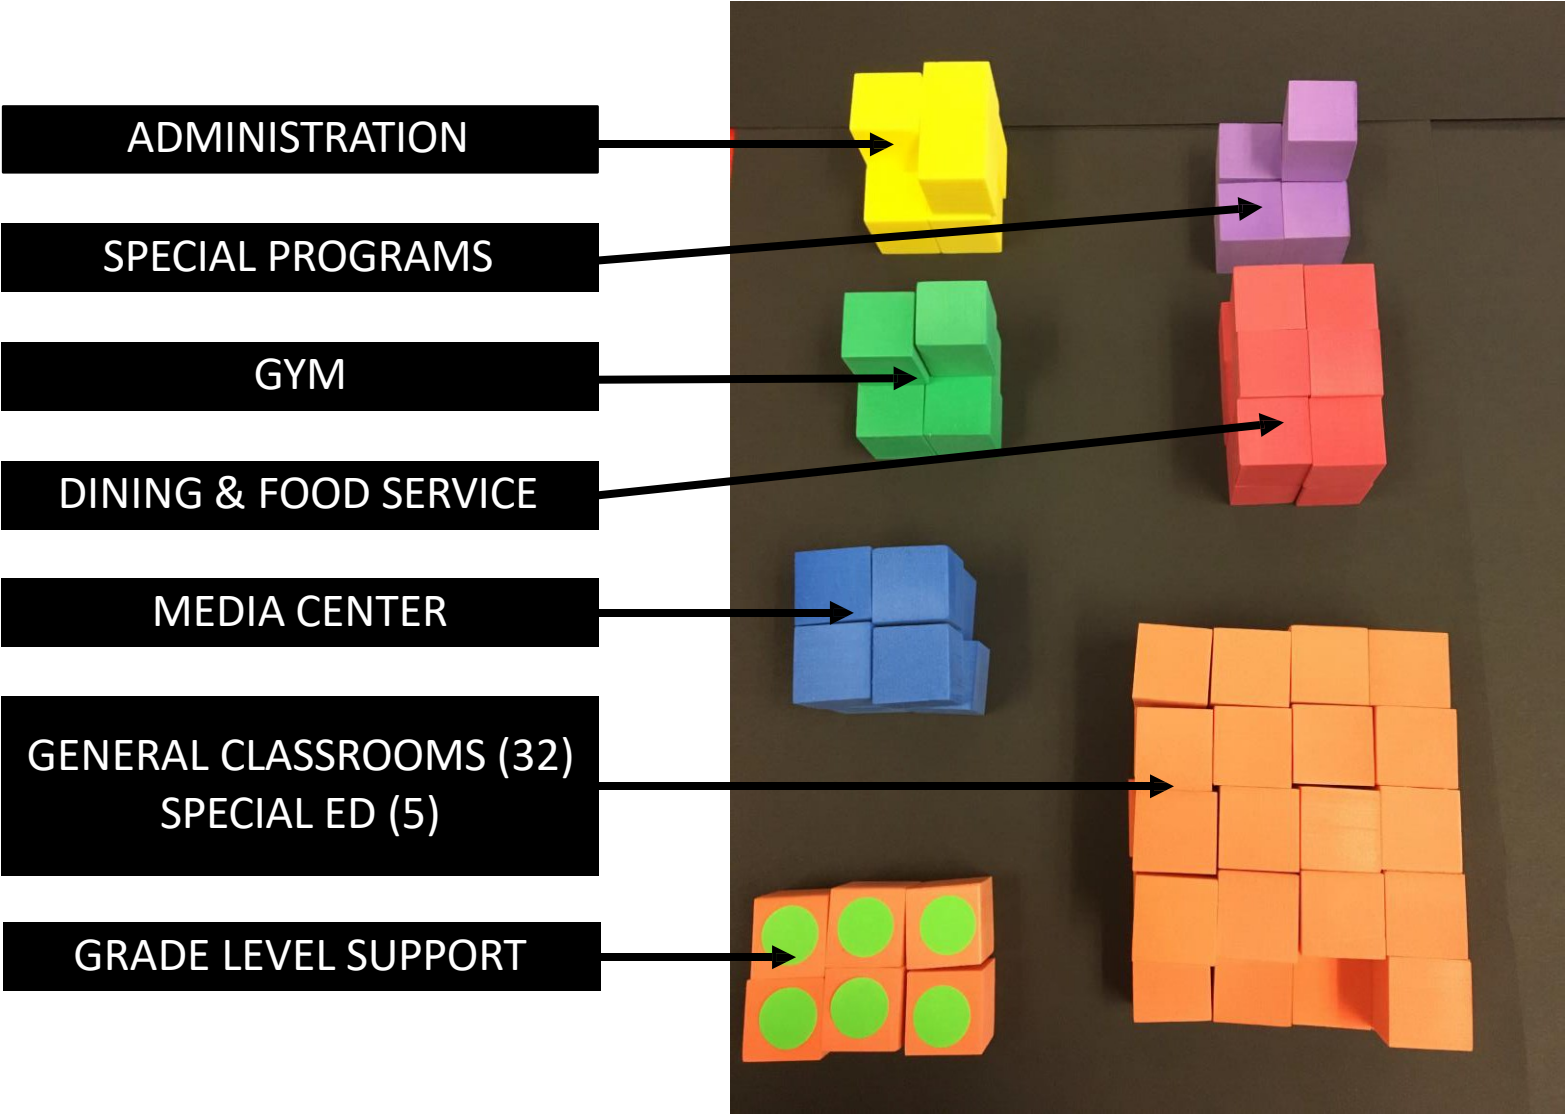 ADMINISTRATION
SPECIAL PROGRAMS
GYM
DINING & FOOD SERVICE
MEDIA CENTER
GENERAL CLASSROOMS (32)
SPECIAL ED (5)
GRADE LEVEL SUPPORT